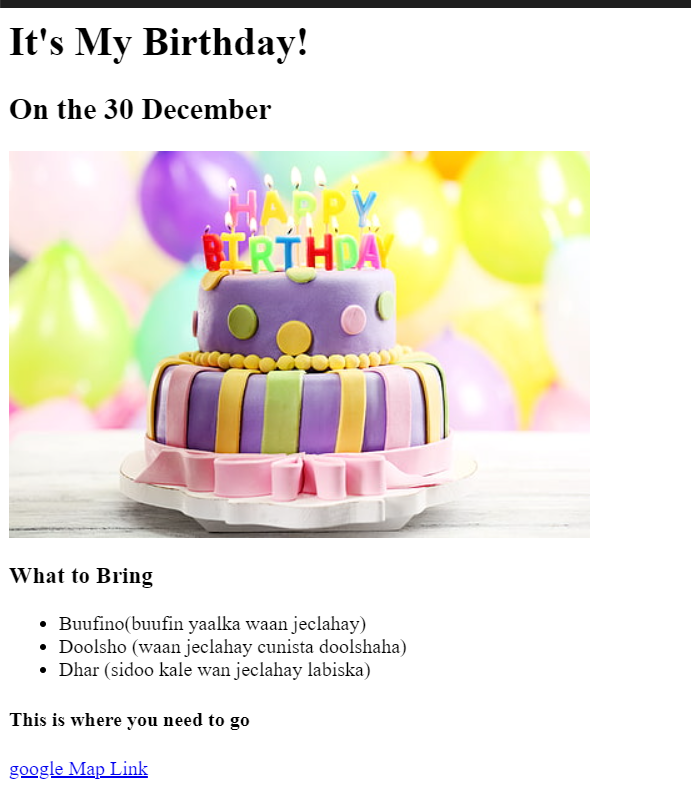 It's My Birthday!
On the 30 December
HAPPY
BIRTHDAY
What to Bring
Buufino(buufin yaalka waan jeclahay)
Doolsho (waan jeclahay cunista doolshaha)
Dhar (sidoo kale wan jeclahay labiska)
This is where you need to go
google Map Link